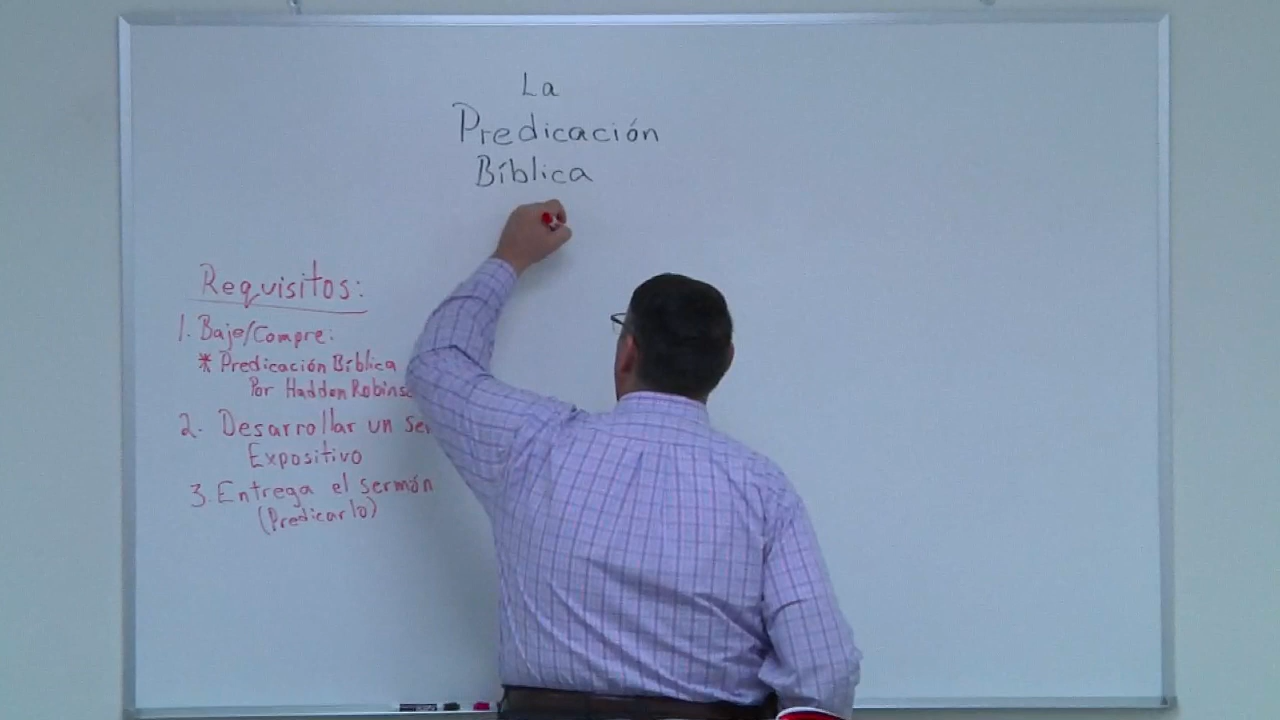 La
Predicación
Bíblica
Requisitos:
1. Baje/Compre:
* Predicación Bíblica
Por Haddon
2. Desarrollar un
Expositivo
3. Entrega el sermón
(Predicarlo)